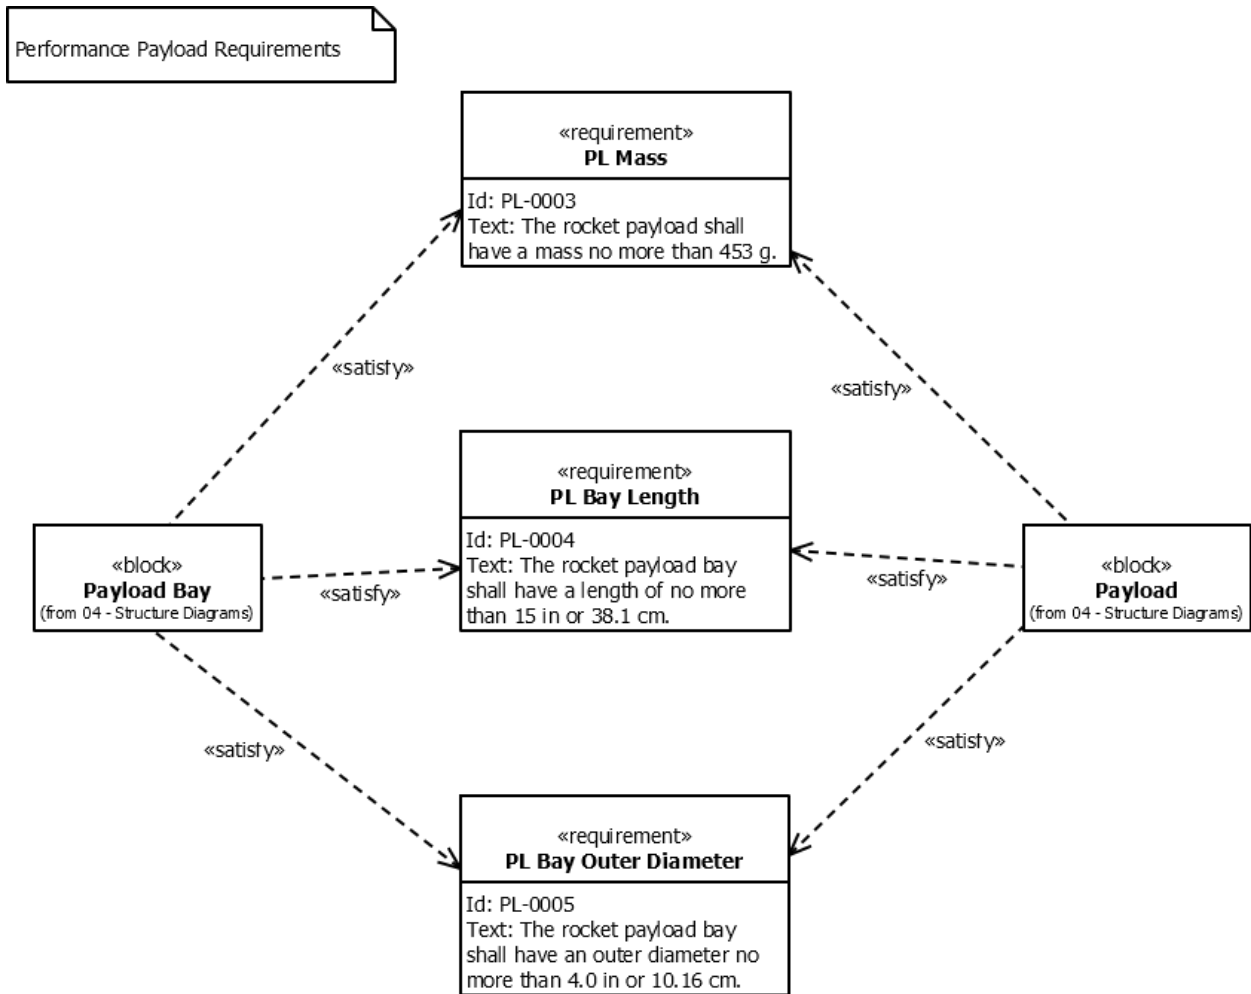 Performance Payload Requirements
«requirement»
PL Mass
Id: PL-0003
Text: The rocket payload shall
have a mass no more than 453 g.
«satisfy»
«satisfy»
«requirement»
PL Bay Length
Id: PL-0004
Text: The rocket payload bay
shall have a length of no more
than 15 in or 38.1 cm.
«block»
Payload Bay
(from 04 - Structure Diagrams)
«satisfy»
«satisfy»
«block»
Payload
(from 04 - Structure Diagrams)
«satisfy»
«satisfy»
«requirement»
PL Bay Outer Diameter
Id: PL-0005
Text: The rocket payload bay
shall have an outer diameter no
more than 4.0 in or 10.16 cm.